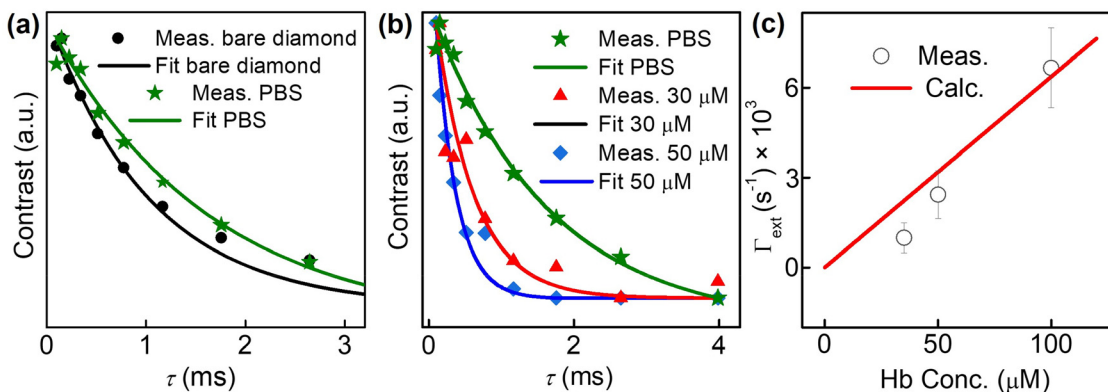 (a)
Meas. bare diamond
Fit bare diamond
Meas. PBS
Fit PBS
Contrast (a.u.)
0 1 2 3
τ (ms)
(b)
Meas. PBS
Fit PBS
Meas. 30 μM
Fit 30 μM
Meas. 50 μM
Fit 50 μM
Contrast (a.u.)
0 2 4
τ (ms)
(c)
Meas.
Calc.
Γext (s⁻¹) × 10³
6
3
0
0 50 100
Hb Conc. (μM)